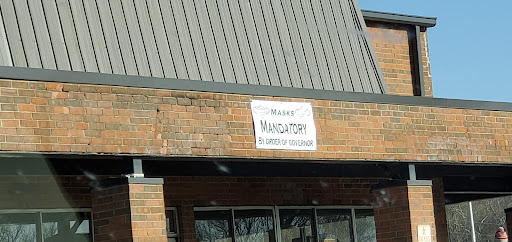 MASKS
MANDATORY
BY ORDER OF GOVERNOR